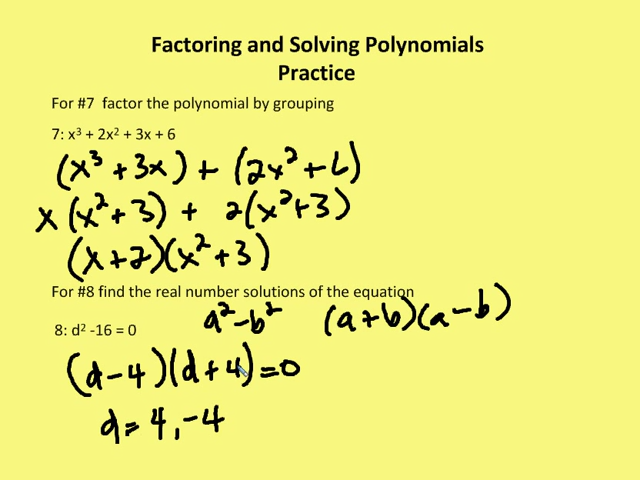 Factoring and Solving Polynomials
Practice
For #7 factor the polynomial by grouping
7: x³ + 2x² + 3x + 6
(x³ + 3x) + (2x² + 6)
x (x² + 3) + 2(x² + 3)
(x + 2)(x² + 3)
For #8 find the real number solutions of the equation
a² - b² (a + b)(a - b)
8: d² -16 = 0
(d - 4)(d + 4) = 0
d = 4, -4